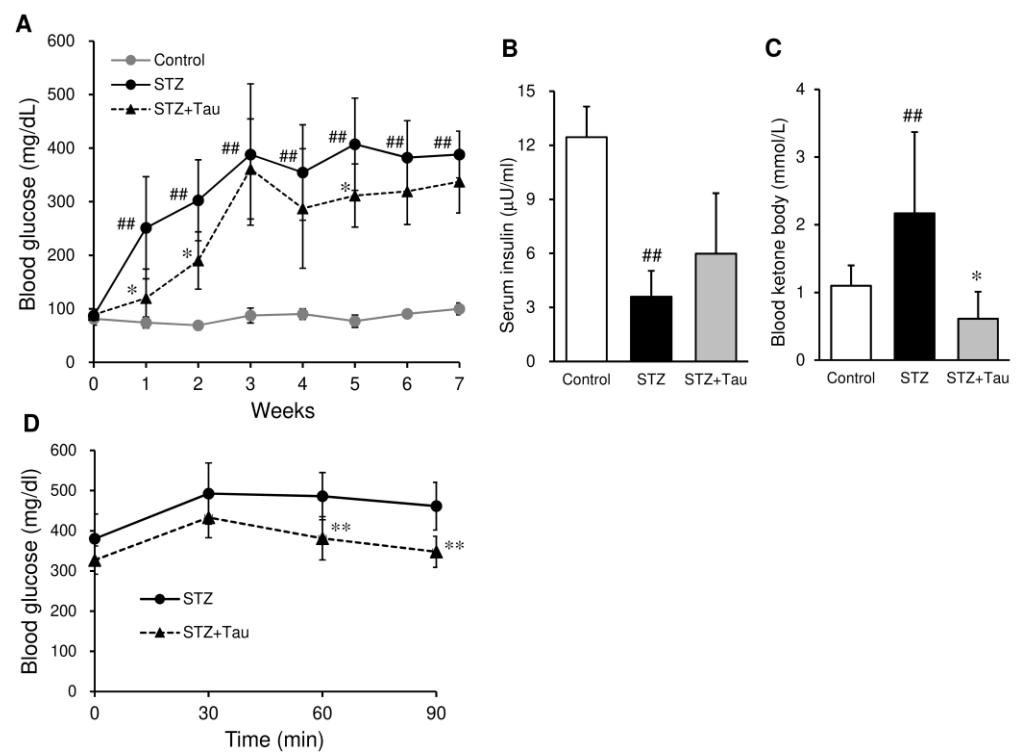 A
Blood glucose (mg/dL)
600
500
400
300
200
100
0
Control
STZ
STZ+Tau
##
##
##
##
##
##
##
*
*
*
0 1 2 3 4 5 6 7
Weeks
B
Serum insulin (μU/ml)
15
12
9
6
3
0
##
Control STZ STZ+Tau
C
Blood ketone body (mmol/L)
4
3
2
1
0
##
*
Control STZ STZ+Tau
D
Blood glucose (mg/dl)
600
500
400
300
200
100
0
**
**
STZ
STZ+Tau
0 30 60 90
Time (min)